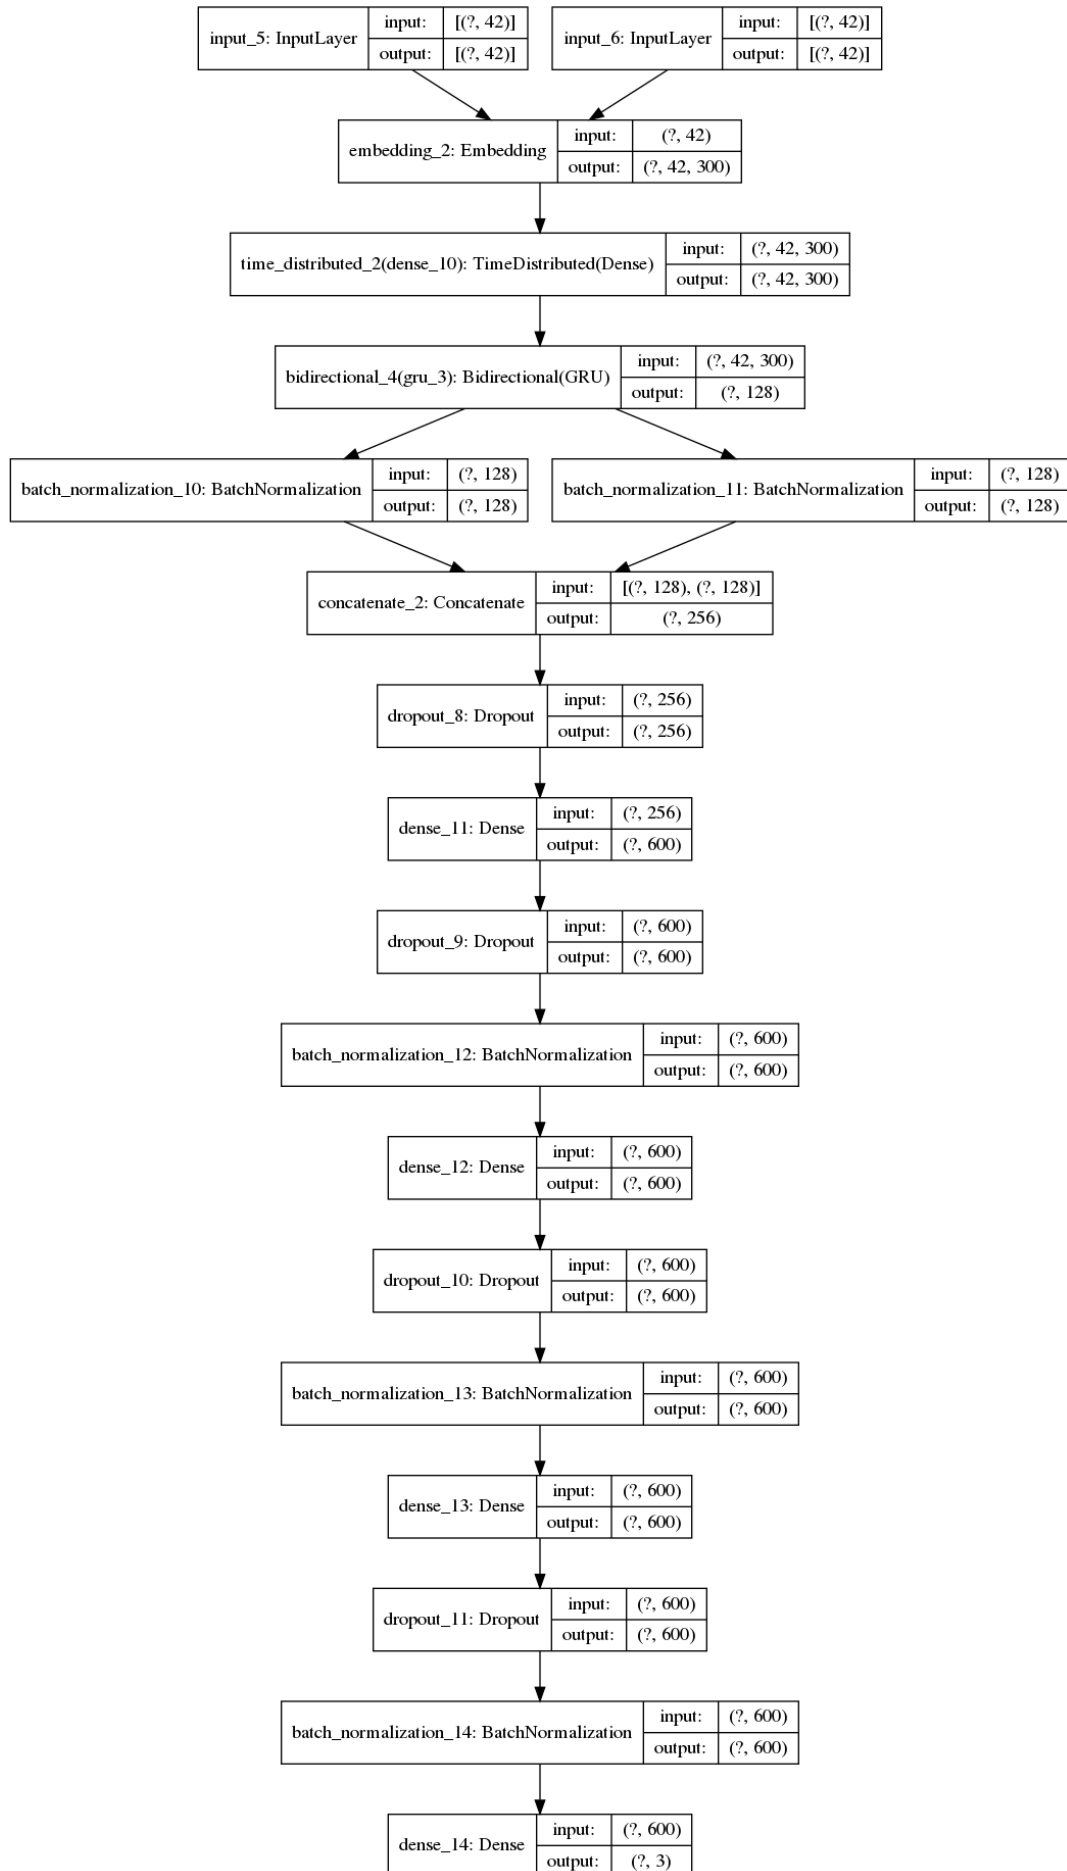 input_5: InputLayer
input: [(?, 42)]
output: [(?, 42)]
input_6: InputLayer
input: [(?, 42)]
output: [(?, 42)]
embedding_2: Embedding
input: (?, 42)
output: (?, 42, 300)
time_distributed_2(dense_10): TimeDistributed(Dense)
input: (?, 42, 300)
output: (?, 42, 300)
bidirectional_4(gru_3): Bidirectional(GRU)
input: (?, 42, 300)
output: (?, 128)
batch_normalization_10: BatchNormalization
input: (?, 128)
output: (?, 128)
batch_normalization_11: BatchNormalization
input: (?, 128)
output: (?, 128)
concatenate_2: Concatenate
input: [(?, 128), (?, 128)]
output: (?, 256)
dropout_8: Dropout
input: (?, 256)
output: (?, 256)
dense_11: Dense
input: (?, 256)
output: (?, 600)
dropout_9: Dropout
input: (?, 600)
output: (?, 600)
batch_normalization_12: BatchNormalization
input: (?, 600)
output: (?, 600)
dense_12: Dense
input: (?, 600)
output: (?, 600)
dropout_10: Dropout
input: (?, 600)
output: (?, 600)
batch_normalization_13: BatchNormalization
input: (?, 600)
output: (?, 600)
dense_13: Dense
input: (?, 600)
output: (?, 600)
dropout_11: Dropout
input: (?, 600)
output: (?, 600)
batch_normalization_14: BatchNormalization
input: (?, 600)
output: (?, 600)
dense_14: Dense
input: (?, 600)
output: (?, 3)